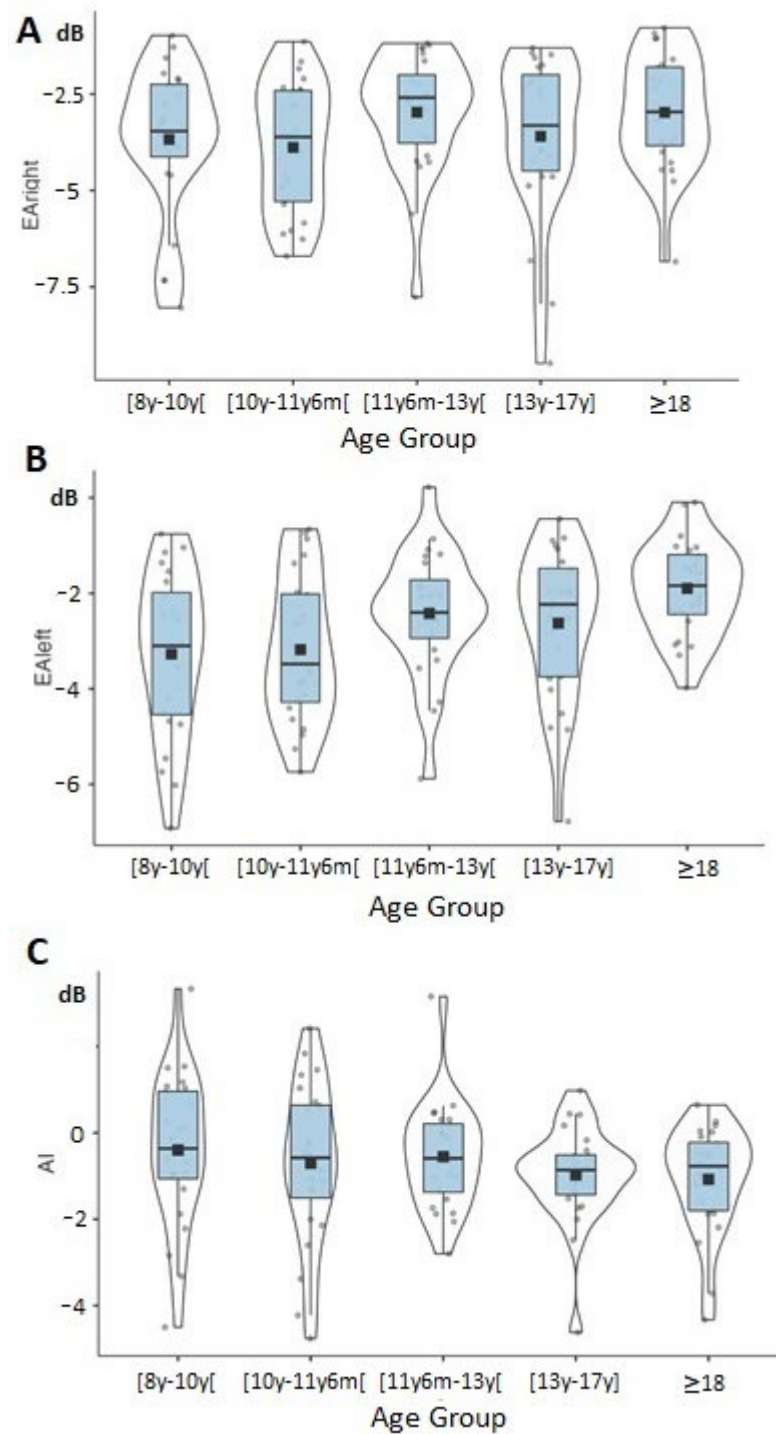 A
dB
−2.5
−5
−7.5
EAright
[8y-10y[ [10y-11y6m[ [11y6m-13y[ [13y-17y] ≥18
Age Group
B
dB
−2
−4
−6
EAleft
[8y-10y[ [10y-11y6m[ [11y6m-13y[ [13y-17y] ≥18
Age Group
C
dB
0
−2
−4
AI
[8y-10y[ [10y-11y6m[ [11y6m-13y[ [13y-17y] ≥18
Age Group